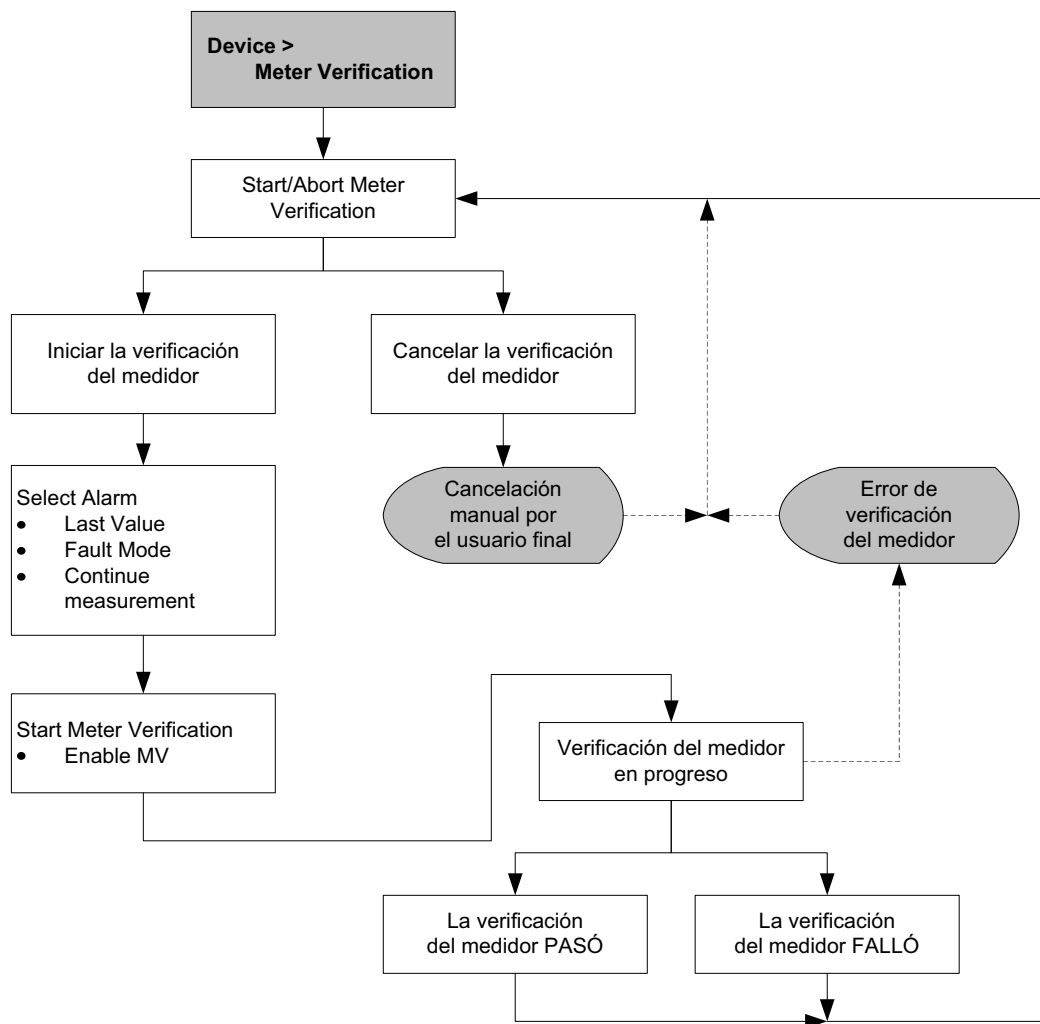 Device >
Meter Verification
Start/Abort Meter
Verification
Iniciar la verificación
del medidor
Cancelar la verificación
del medidor
Select Alarm
• Last Value
• Fault Mode
• Continue
measurement
Cancelación
manual por
el usuario final
Error de
verificación
del medidor
Start Meter Verification
• Enable MV
Verificación del medidor
en progreso
La verificación
del medidor PASÓ
La verificación
del medidor FALLÓ